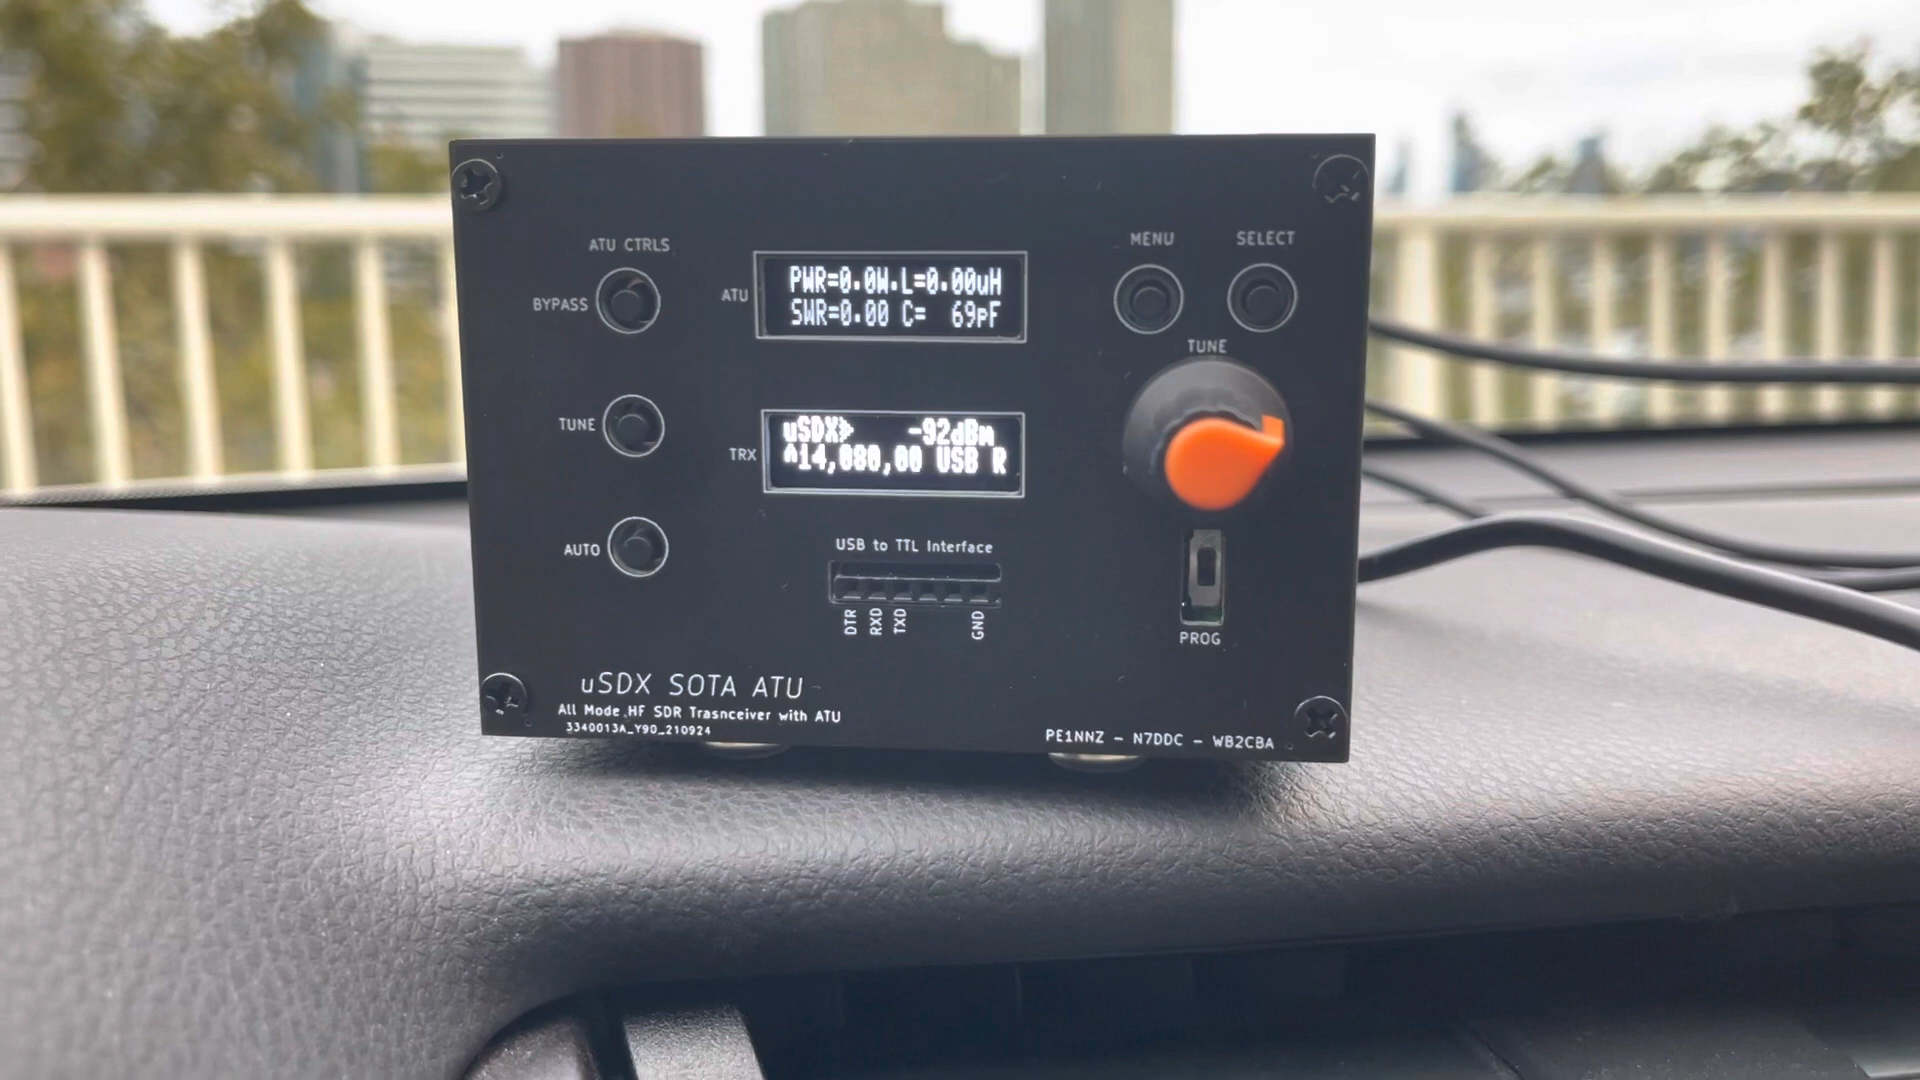 ATU CTRLS
BYPASS
TUNE
AUTO
ATU
PWR=0.0W.L=0.00uH
SWR=0.00 C= 69pF
TRX
uSDX -92dBm
^14,080,00 USB R
MENU
SELECT
TUNE
PROG
USB to TTL Interface
DTR
RXD
TXD
GND
uSDX SOTA ATU
All Mode HF SDR Trasnceiver with ATU
3340013A_Y90_210924
PE1NNZ - N7DDC - WB2CBA